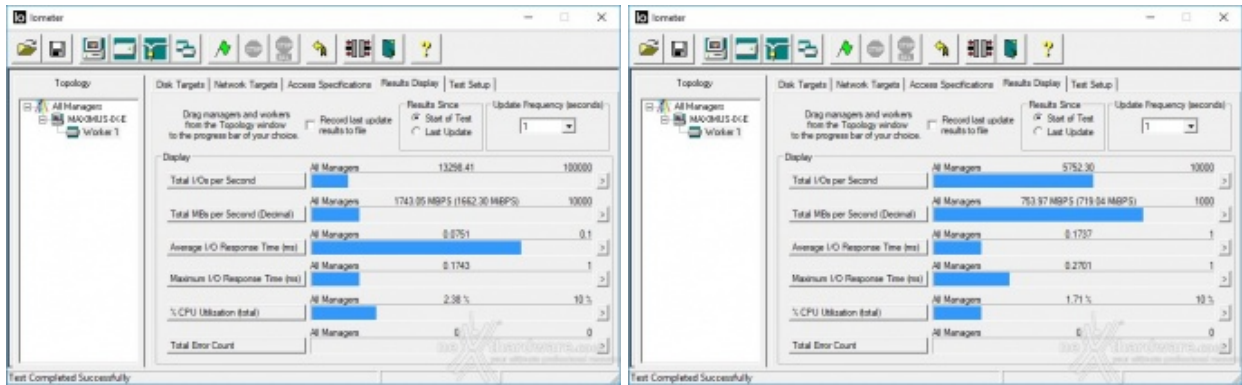 Iometer
Topology
All Managers
MAXIMUS-IX-E
Worker 1
Disk Targets
Network Targets
Access Specifications
Results Display
Test Setup
Drag managers and workers
from the Topology window
to the progress bar of your choice.
Record last update
results to file
Results Since
Start of Test
Last Update
Update Frequency (seconds)
1
Display
All Managers 13298.41 100000
Total I/Os per Second
All Managers 1743.05 MBPS (1662.30 MiBPS) 10000
Total MBs per Second (Decimal)
All Managers 0.0751 0.1
Average I/O Response Time (ms)
All Managers 0.1743 1
Maximum I/O Response Time (ms)
All Managers 2.38 % 10 %
% CPU Utilization (total)
All Managers 0 0
Total Error Count
Test Completed Successfully
Iometer
Topology
All Managers
MAXIMUS-IX-E
Worker 1
Disk Targets
Network Targets
Access Specifications
Results Display
Test Setup
Drag managers and workers
from the Topology window
to the progress bar of your choice.
Record last update
results to file
Results Since
Start of Test
Last Update
Update Frequency (seconds)
1
Display
All Managers 5752.30 10000
Total I/Os per Second
All Managers 753.97 MBPS (719.04 MiBPS) 1000
Total MBs per Second (Decimal)
All Managers 0.1737 1
Average I/O Response Time (ms)
All Managers 0.2701 1
Maximum I/O Response Time (ms)
All Managers 1.71 % 10 %
% CPU Utilization (total)
All Managers 0 0
Total Error Count
Test Completed Successfully